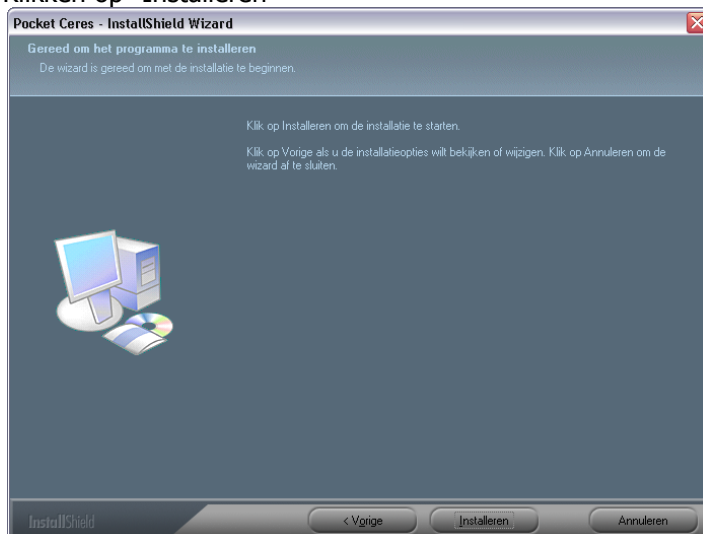 Klikken op "Installeren"
Pocket Ceres - InstallShield Wizard
Gereed om het programma te installeren
De wizard is gereed om met de installatie te beginnen.
Klik op Installeren om de installatie te starten.
Klik op Vorige als u de installatieopties wilt bekijken of wijzigen. Klik op Annuleren om de
wizard af te sluiten.
InstallShield
< Vorige Installeren Annuleren